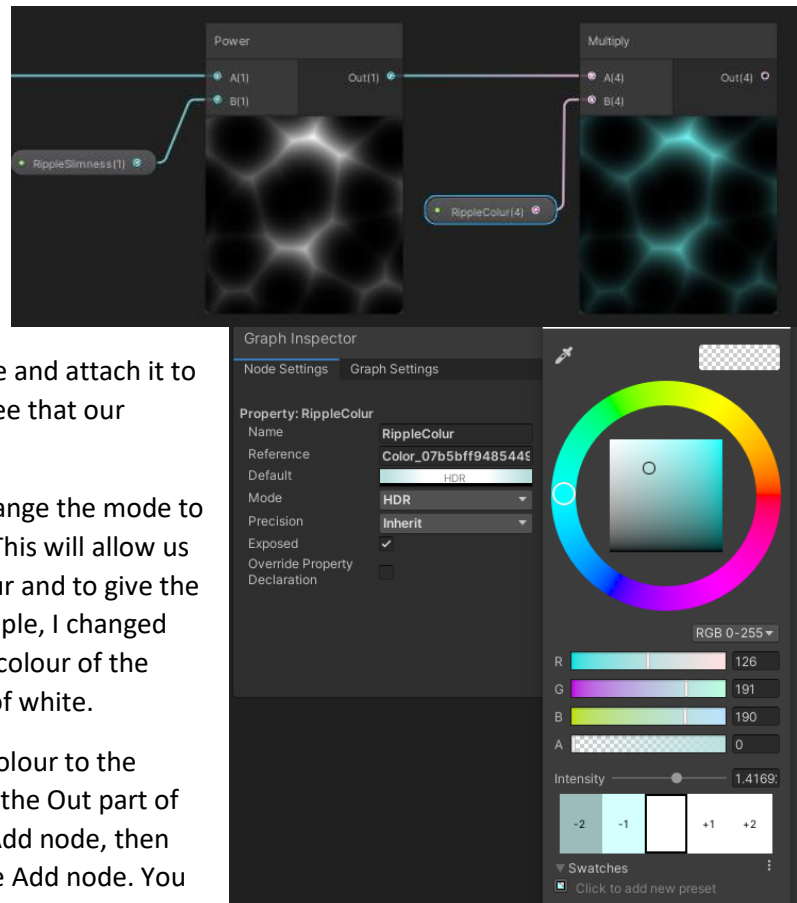 Power
Multiply
A(1)
Out(1)
B(1)
A(4)
Out(4)
B(4)
RippleSlimness(1)
RippleColur(4)
e and attach it to
ee that our
ange the mode to
This will allow us
ur and to give the
ple, I changed
colour of the
of white.
olour to the
the Out part of
Add node, then
e Add node. You
Graph Inspector
Node Settings Graph Settings
Property: RippleColur
Name RippleColur
Reference Color_07b5bff9485449
Default HDR
Mode HDR
Precision Inherit
Exposed
Override Property
Declaration
RGB 0-255
R 126
G 191
B 190
A 0
Intensity 1.4169
-2 -1 +1 +2
Swatches
Click to add new preset